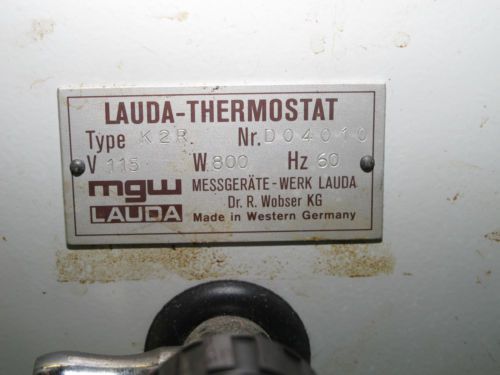 LAUDA-THERMOSTAT
Type K2R. Nr. D04010
V 115 W 800 Hz 60
mgw MESSGERÄTE-WERK LAUDA
LAUDA Dr. R. Wobser KG
Made in Western Germany